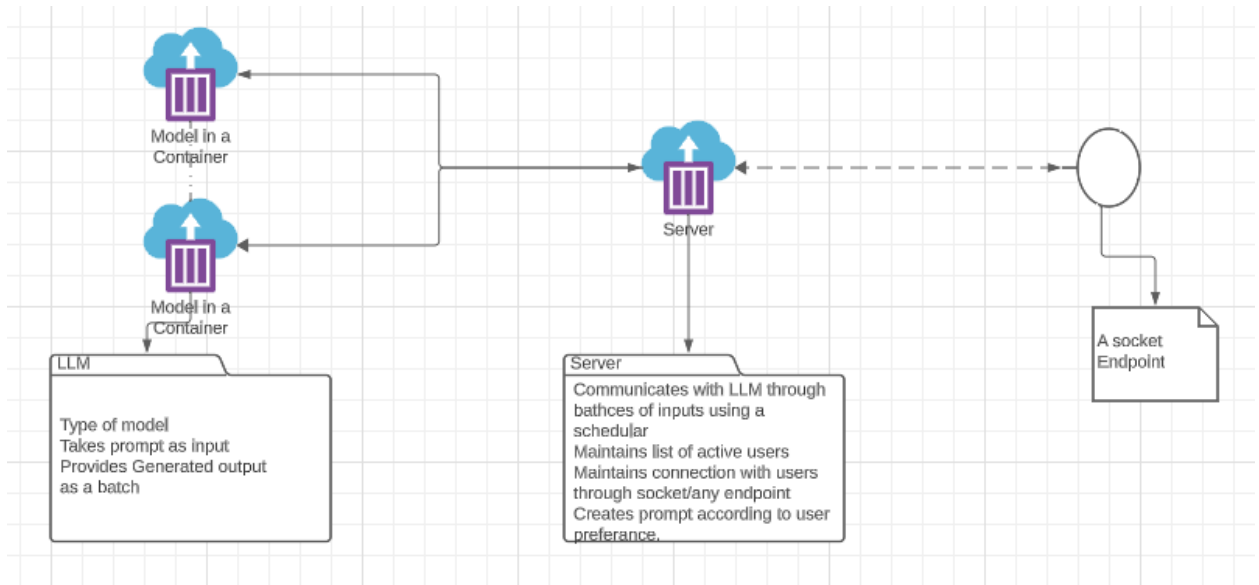 Model in a
Container
Model in a
Container
Server
LLM
Type of model
Takes prompt as input
Provides Generated output
as a batch
Server
Communicates with LLM through
bathces of inputs using a
schedular
Maintains list of active users
Maintains connection with users
through socket/any endpoint
Creates prompt according to user
preferance.
A socket
Endpoint